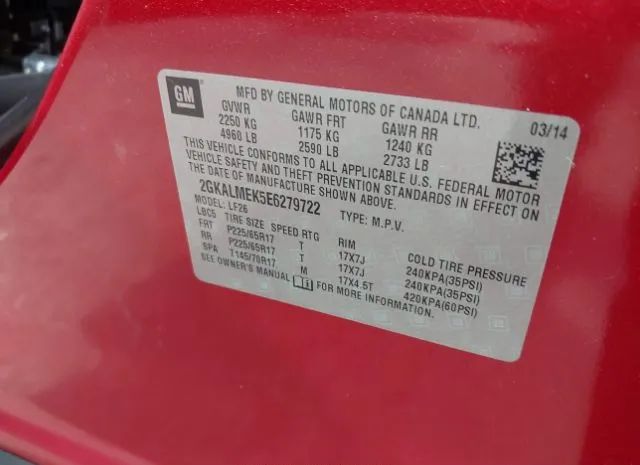 GM
MFD BY GENERAL MOTORS OF CANADA LTD. 03/14
GVWR GAWR FRT GAWR RR
2250 KG 1175 KG 1240 KG
4960 LB 2590 LB 2733 LB
THIS VEHICLE CONFORMS TO ALL APPLICABLE U.S. FEDERAL MOTOR
VEHICLE SAFETY AND THEFT PREVENTION STANDARDS IN EFFECT ON
THE DATE OF MANUFACTURE SHOWN ABOVE.
2GKALMEK5E6279722 TYPE: M.P.V.
MODEL: LF26
LBC5 TIRE SIZE SPEED RTG RIM COLD TIRE PRESSURE
FRT P225/65R17 T 17X7J 240KPA(35PSI)
RR P225/65R17 T 17X7J 240KPA(35PSI)
SPA T145/70R17 M 17X4.5T 420KPA(60PSI)
SEE OWNER'S MANUAL FOR MORE INFORMATION.